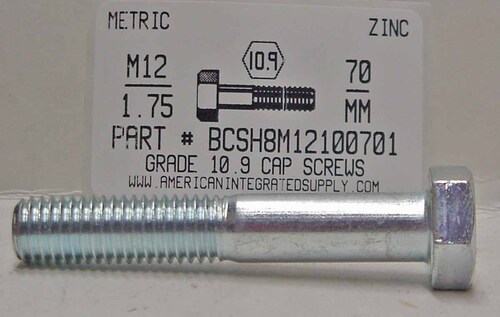 METRIC ZINC
M12 10.9 70
1.75 MM
PART # BCSH8M12100701
GRADE 10.9 CAP SCREWS
WWW.AMERICANINTEGRATEDSUPPLY.COM